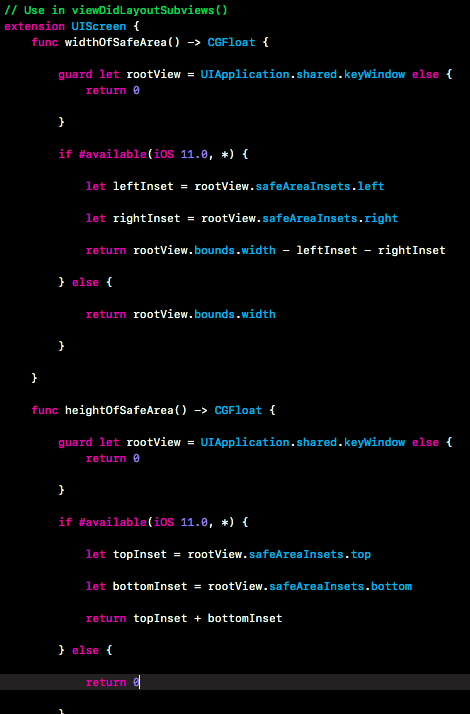 // Use in viewDidLayoutSubviews()
extension UIScreen {
    func widthOfSafeArea() -> CGFloat {
        guard let rootView = UIApplication.shared.keyWindow else {
            return 0
        }
        if #available(iOS 11.0, *) {
            let leftInset = rootView.safeAreaInsets.left
            let rightInset = rootView.safeAreaInsets.right
            return rootView.bounds.width - leftInset - rightInset
        } else {
            return rootView.bounds.width
        }
    }
    func heightOfSafeArea() -> CGFloat {
        guard let rootView = UIApplication.shared.keyWindow else {
            return 0
        }
        if #available(iOS 11.0, *) {
            let topInset = rootView.safeAreaInsets.top
            let bottomInset = rootView.safeAreaInsets.bottom
            return topInset + bottomInset
        } else {
            return 0
        }